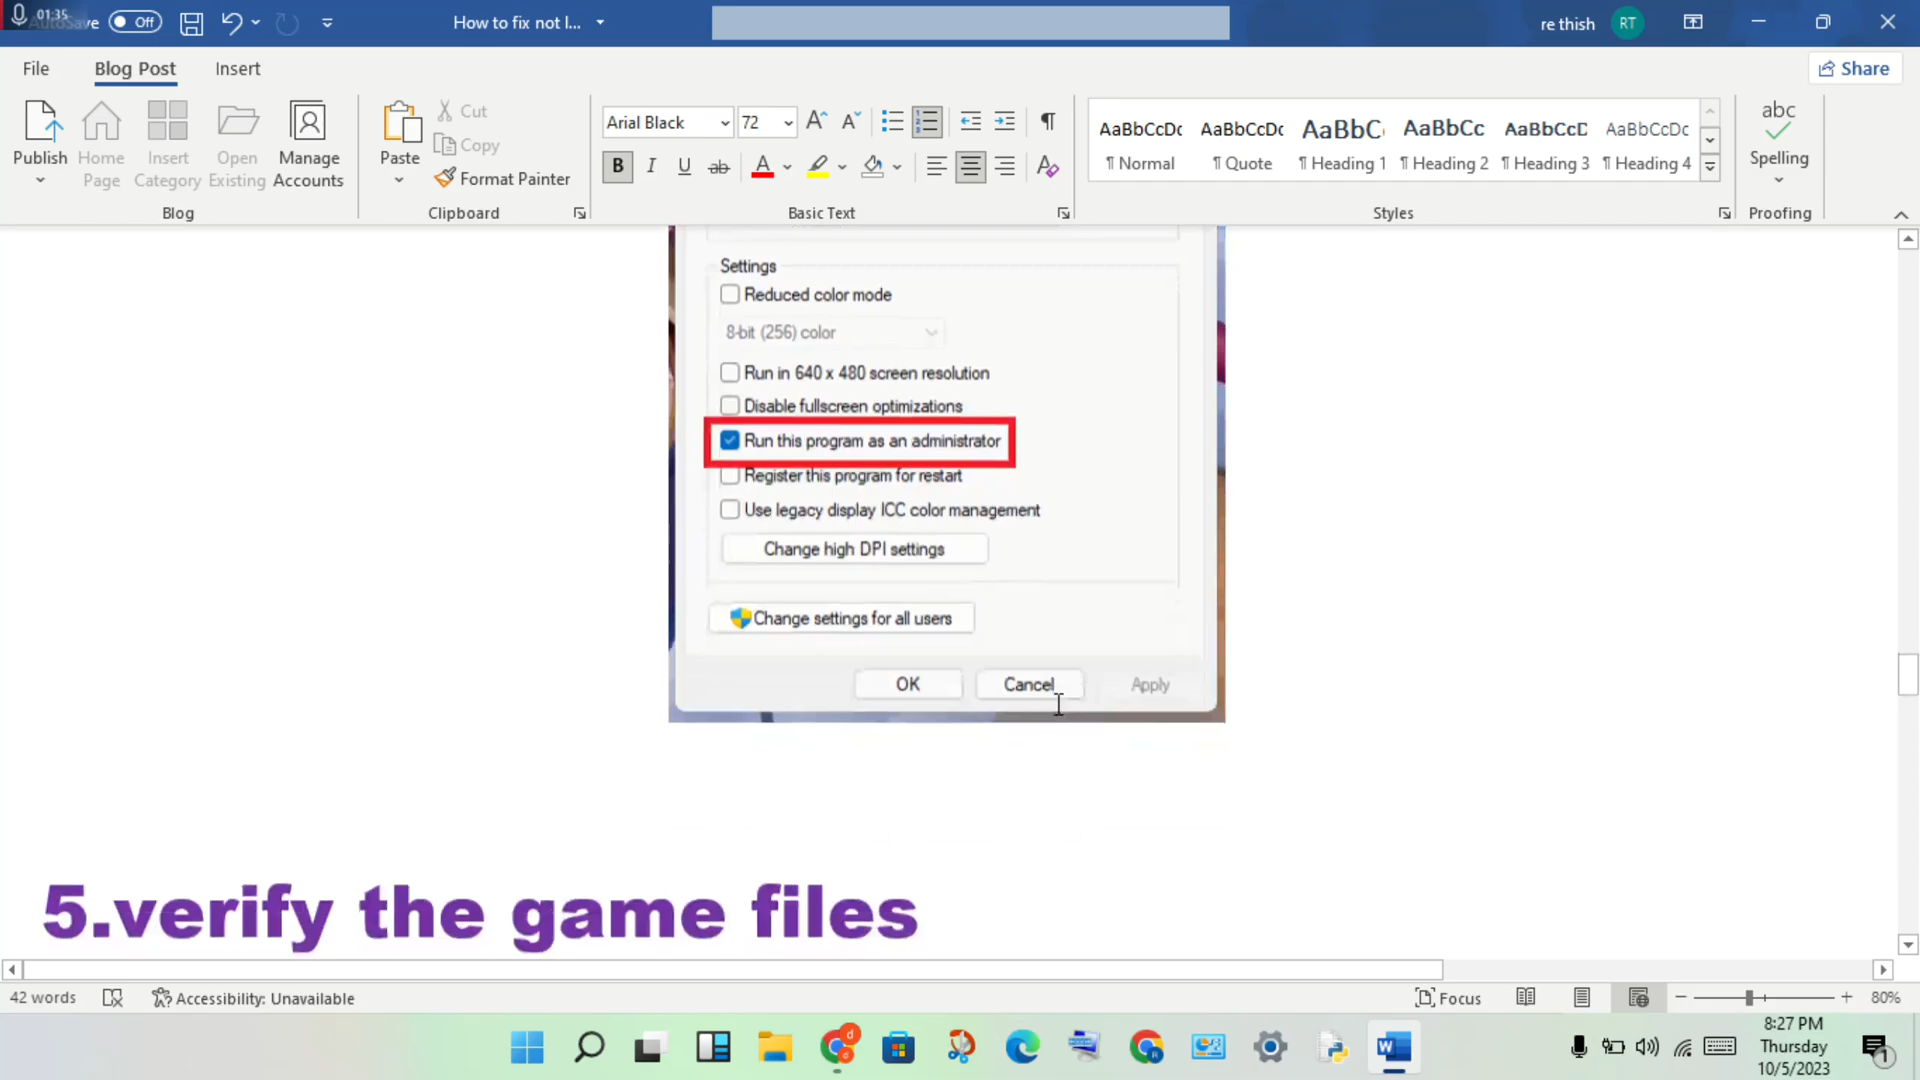 01:35
AutoSave
Off
How to fix not l...
re thish
RT
File
Blog Post
Insert
Share
Publish
Home Page
Insert Category
Open Existing
Manage Accounts
Blog
Paste
Cut
Copy
Format Painter
Clipboard
Arial Black
72
Basic Text
AaBbCcDc
¶ Normal
AaBbCcDc
¶ Quote
AaBbC
¶ Heading 1
AaBbCc
¶ Heading 2
AaBbCcD
¶ Heading 3
AaBbCcDc
¶ Heading 4
Styles
abc
Spelling
Proofing
Settings
Reduced color mode
8-bit (256) color
Run in 640 x 480 screen resolution
Disable fullscreen optimizations
Run this program as an administrator
Register this program for restart
Use legacy display ICC color management
Change high DPI settings
Change settings for all users
OK
Cancel
Apply
5.verify the game files
42 words
Accessibility: Unavailable
Focus
80%
8:27 PM
Thursday
10/5/2023
1